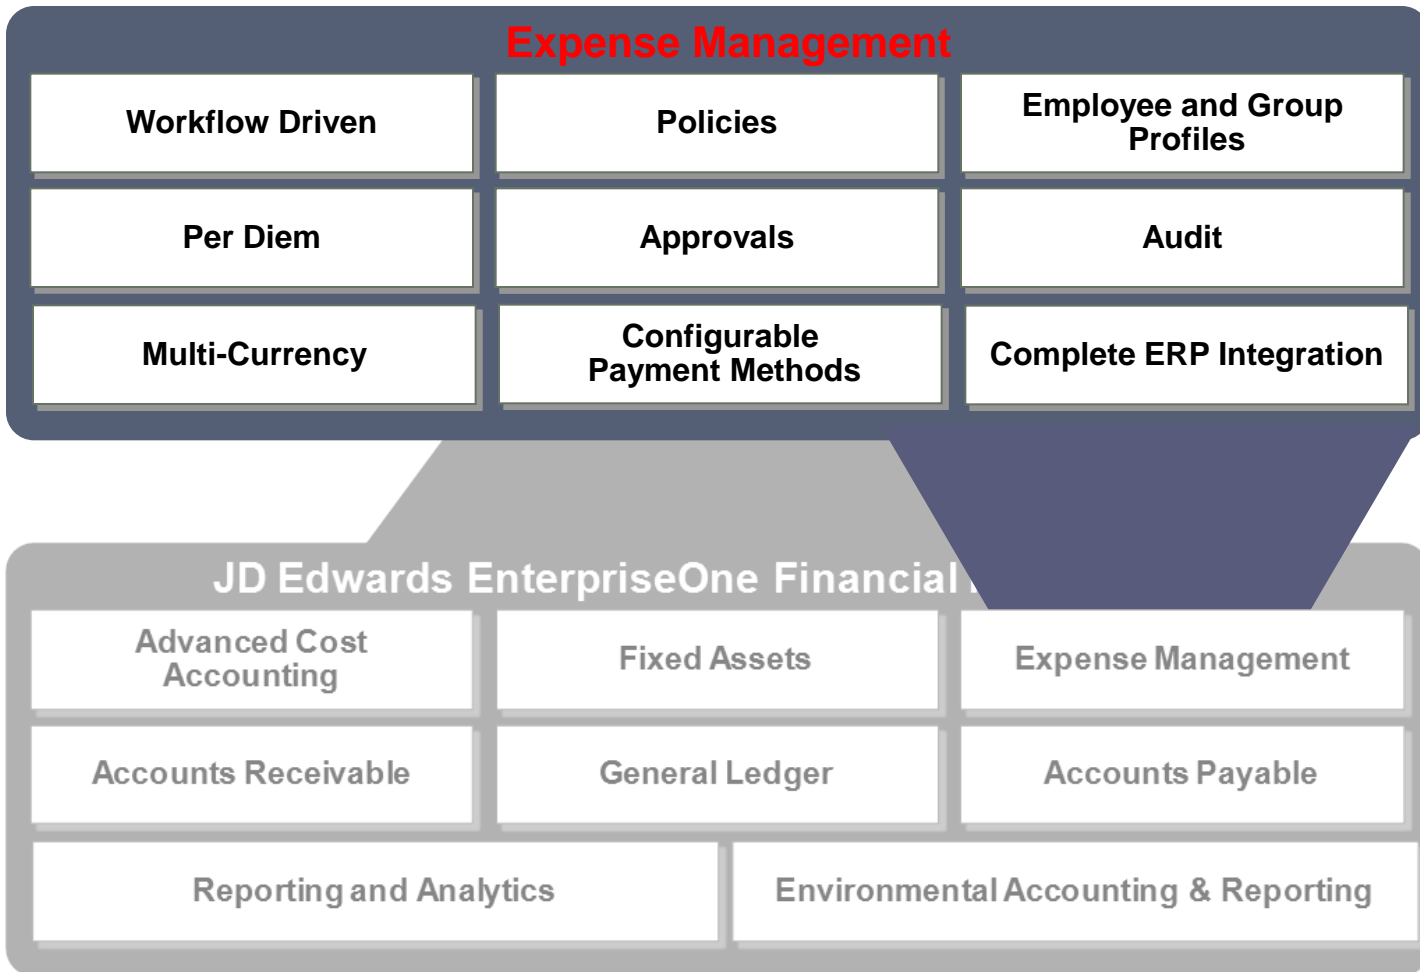 Expense Management
Workflow Driven
Policies
Employee and Group
Profiles
Per Diem
Approvals
Audit
Multi-Currency
Configurable
Payment Methods
Complete ERP Integration
JD Edwards EnterpriseOne Financial
Advanced Cost
Accounting
Fixed Assets
Expense Management
Accounts Receivable
General Ledger
Accounts Payable
Reporting and Analytics
Environmental Accounting & Reporting